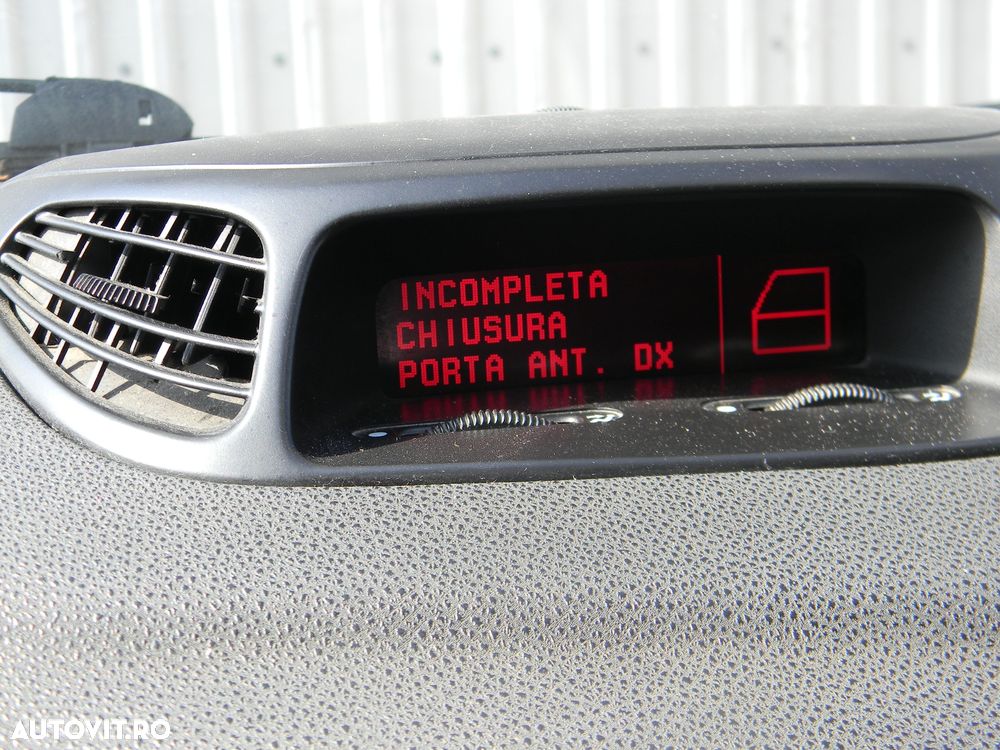 INCOMPLETA
CHIUSURA
PORTA ANT. DX
AUTOVIT.RO